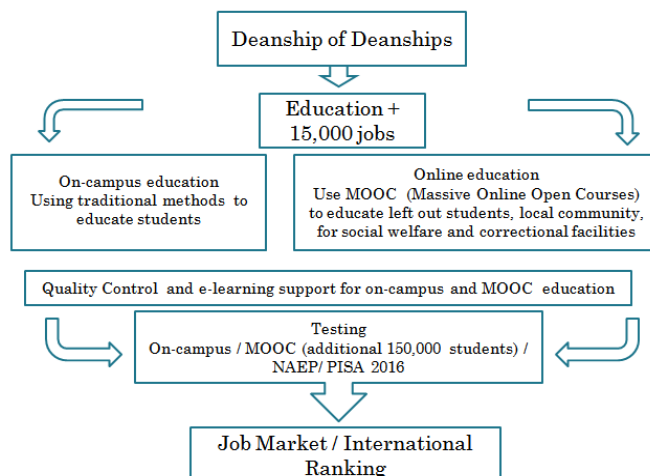 Deanship of Deanships
Education +
15,000 jobs
On-campus education
Using traditional methods to
educate students
Online education
Use MOOC (Massive Online Open Courses)
to educate left out students, local community,
for social welfare and correctional facilities
Quality Control and e-learning support for on-campus and MOOC education
Testing
On-campus / MOOC (additional 150,000 students) /
NAEP/ PISA 2016
Job Market / International
Ranking